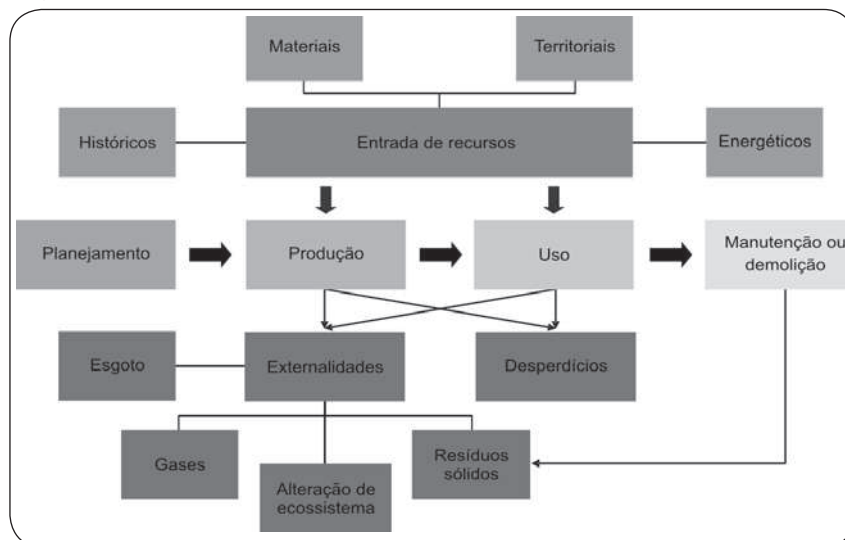 Materiais
Territoriais
Históricos
Entrada de recursos
Energéticos
Planejamento
Produção
Uso
Manutenção ou
demolição
Esgoto
Externalidades
Desperdícios
Gases
Alteração de
ecossistema
Resíduos
sólidos